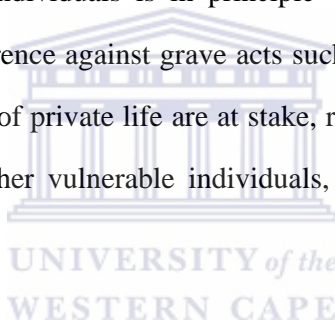 individuals is in principle
rence against grave acts suc
of private life are at stake, r
her vulnerable individuals,
UNIVERSITY of the
WESTERN CAPE